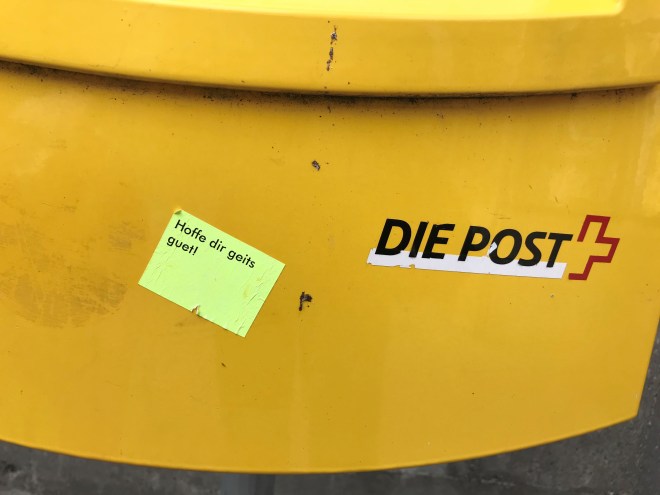 Hoffe dir geits
guet!
DIE POST